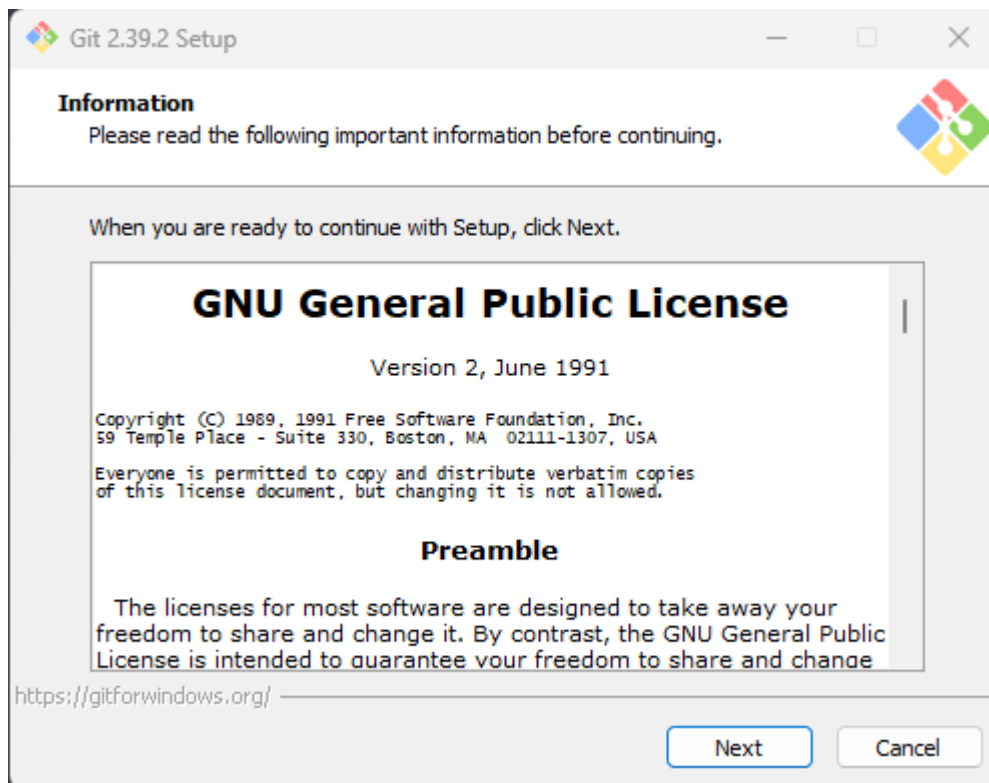 Git 2.39.2 Setup
Information
Please read the following important information before continuing.
When you are ready to continue with Setup, click Next.
GNU General Public License
Version 2, June 1991
Copyright (C) 1989, 1991 Free Software Foundation, Inc.
59 Temple Place - Suite 330, Boston, MA  02111-1307, USA
Everyone is permitted to copy and distribute verbatim copies
of this license document, but changing it is not allowed.
Preamble
The licenses for most software are designed to take away your
freedom to share and change it. By contrast, the GNU General Public
License is intended to guarantee your freedom to share and change
https://gitforwindows.org/
Next
Cancel